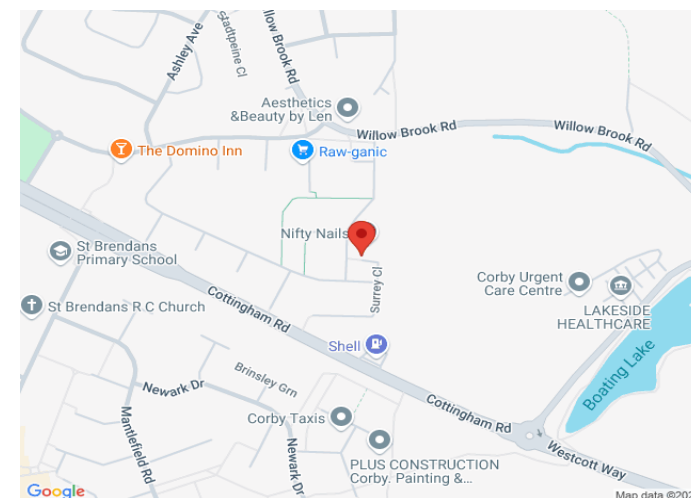 Ashley Ave
stadtpeine Cl
Willow Brook Rd
Aesthetics
&Beauty by Len
Willow Brook Rd
Willow Brook Rd
The Domino Inn
Raw-ganic
Nifty Nails
St Brendans
Primary School
Surrey Cl
Corby Urgent
Care Centre
St Brendans R C Church
Cottingham Rd
LAKESIDE
HEALTHCARE
Shell
Boating Lake
Brinsley Grn
Newark Dr
Mantlefield Rd
Cottingham Rd
Corby Taxis
Newark Dr
PLUS CONSTRUCTION
Corby. Painting &...
Westcott Way
Google
Map data ©202